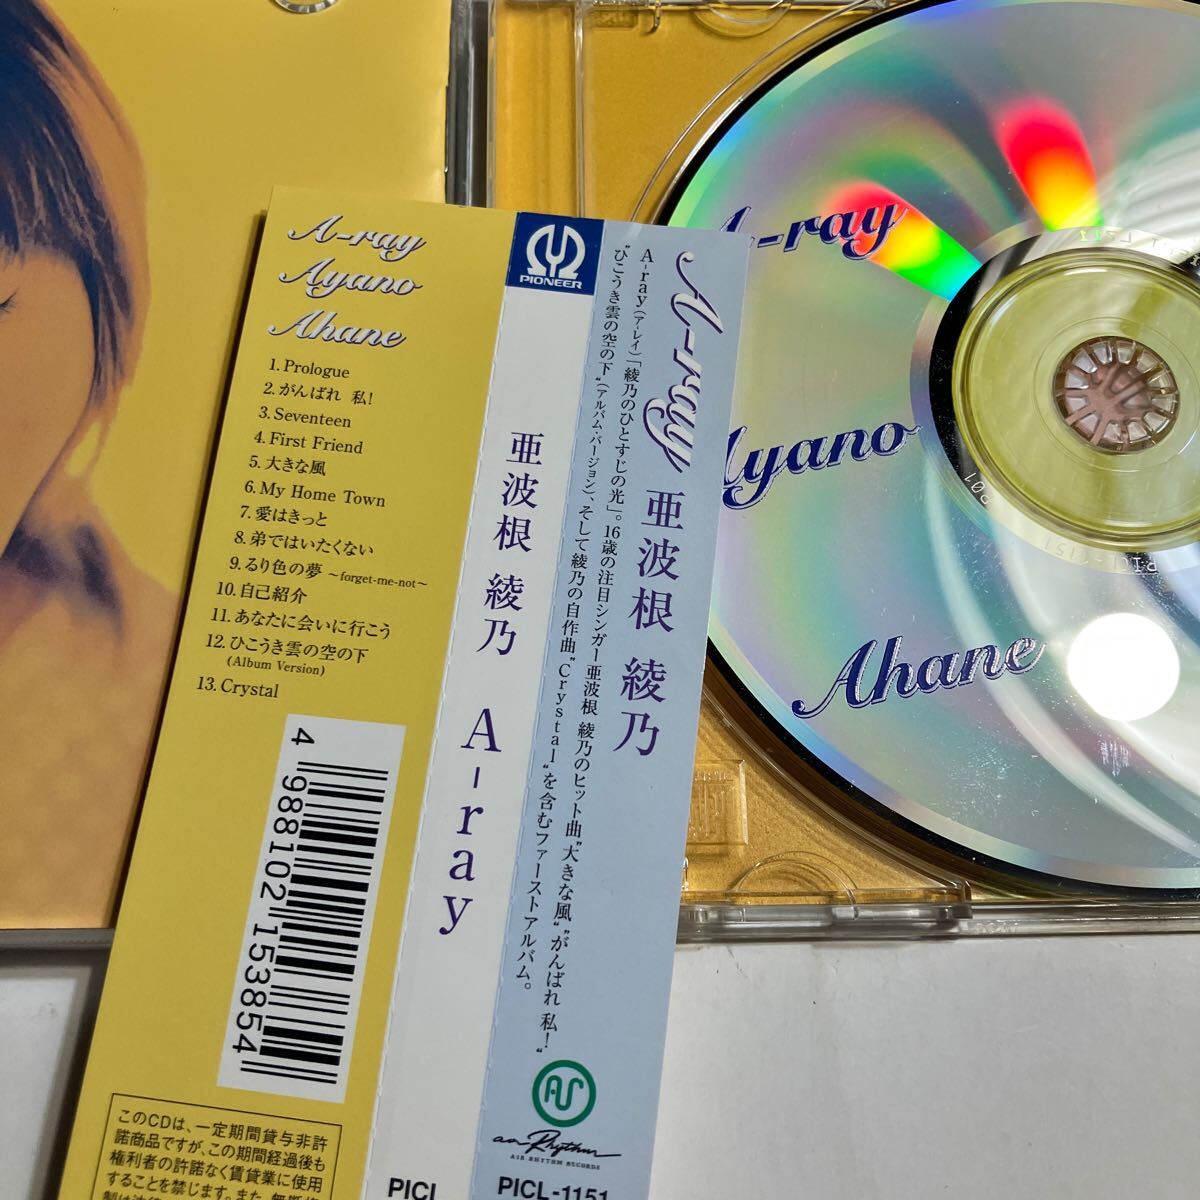 A-ray
Ayano
Ahane
1. Prologue
2. がんばれ 私!
3. Seventeen
4. First Friend
5. 大きな風
6. My Home Town
7. 愛はきっと
8. 弟ではいたくない
9. るり色の夢 〜forget-me-not〜
10. 自己紹介
11. あなたに会いに行こう
12. ひこうき雲の空の下
(Album Version)
13. Crystal
4 988102 153854
このCDは、一定期間貸与非許
諾商品ですが、この期間経過後も
権利者の許諾なく賃貸業に使用
することを禁じます。また、無断複
PIONEER
亜波根 綾乃 A-ray
PICL
A-ray 亜波根 綾乃
A-ray(ア-レイ)「綾乃のひとすじの光」。16歳の注目シンガー亜波根 綾乃のヒット曲"大きな風""がんばれ 私!"
"ひこうき雲の空の下"(アルバム・バージョン)、そして綾乃の自作曲"Crystal"を含むファーストアルバム。
Air Rhythm
AIR RHYTHM RECORDS
PICL-1151
A-ray
Ayano
Ahane